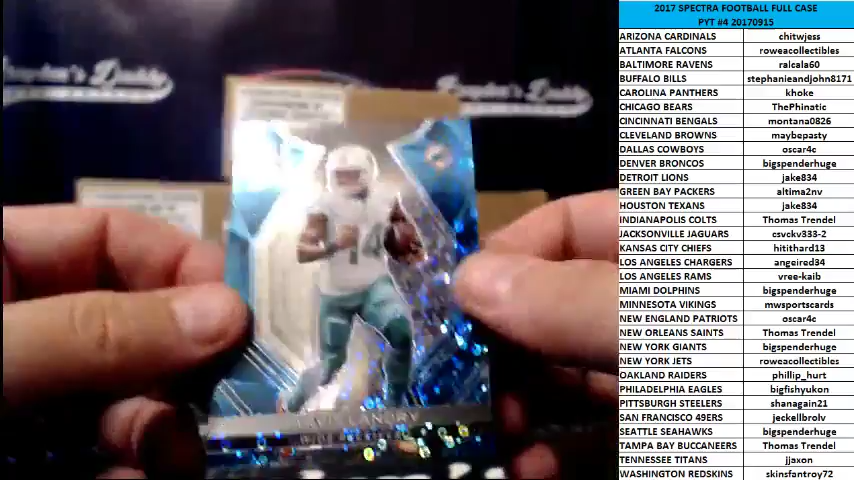 2017 SPECTRA FOOTBALL FULL CASE
PYT #4 20170915
ARIZONA CARDINALS chitwjess
ATLANTA FALCONS roweacollectibles
BALTIMORE RAVENS ralcala60
BUFFALO BILLS stephanieandjohn8171
CAROLINA PANTHERS khoke
CHICAGO BEARS ThePhinatic
CINCINNATI BENGALS montana0826
CLEVELAND BROWNS maybepasty
DALLAS COWBOYS oscar4c
DENVER BRONCOS bigspenderhuge
DETROIT LIONS jake834
GREEN BAY PACKERS altima2nv
HOUSTON TEXANS jake834
INDIANAPOLIS COLTS Thomas Trendel
JACKSONVILLE JAGUARS csvckv333-2
KANSAS CITY CHIEFS hitithard13
LOS ANGELES CHARGERS angeired34
LOS ANGELES RAMS vree-kaib
MIAMI DOLPHINS bigspenderhuge
MINNESOTA VIKINGS mwsportscards
NEW ENGLAND PATRIOTS oscar4c
NEW ORLEANS SAINTS Thomas Trendel
NEW YORK GIANTS bigspenderhuge
NEW YORK JETS roweacollectibles
OAKLAND RAIDERS phillip_hurt
PHILADELPHIA EAGLES bigfishyukon
PITTSBURGH STEELERS shanagain21
SAN FRANCISCO 49ERS jeckellbrolv
SEATTLE SEAHAWKS bigspenderhuge
TAMPA BAY BUCCANEERS Thomas Trendel
TENNESSEE TITANS jjaxon
WASHINGTON REDSKINS skinsfantroy72
Daddy
14